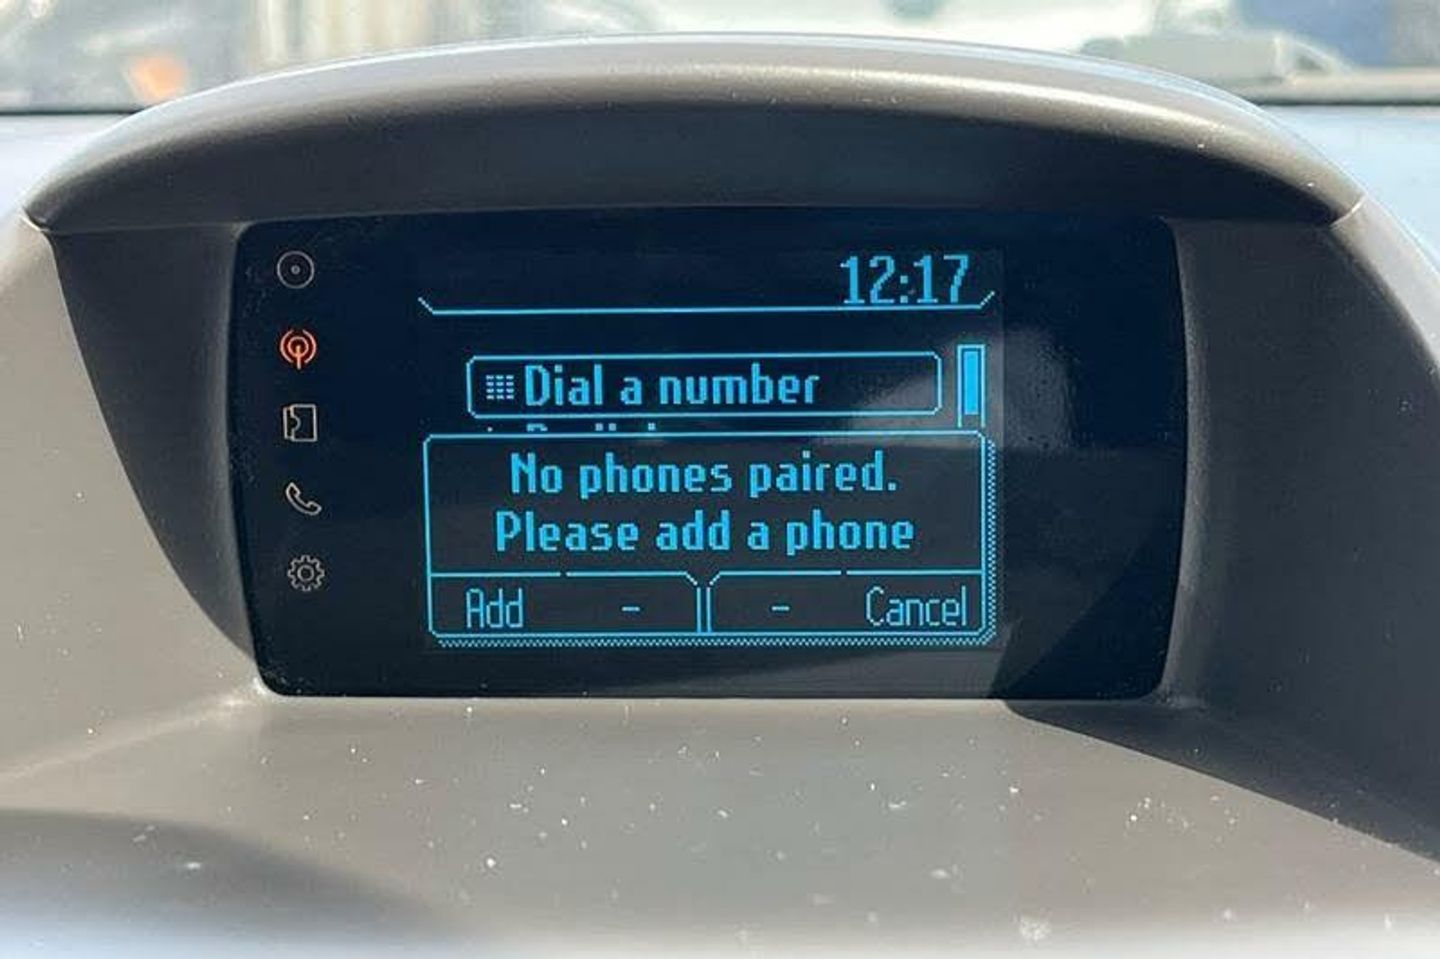 12:17
Dial a number
No phones paired.
Please add a phone
Add - - Cancel